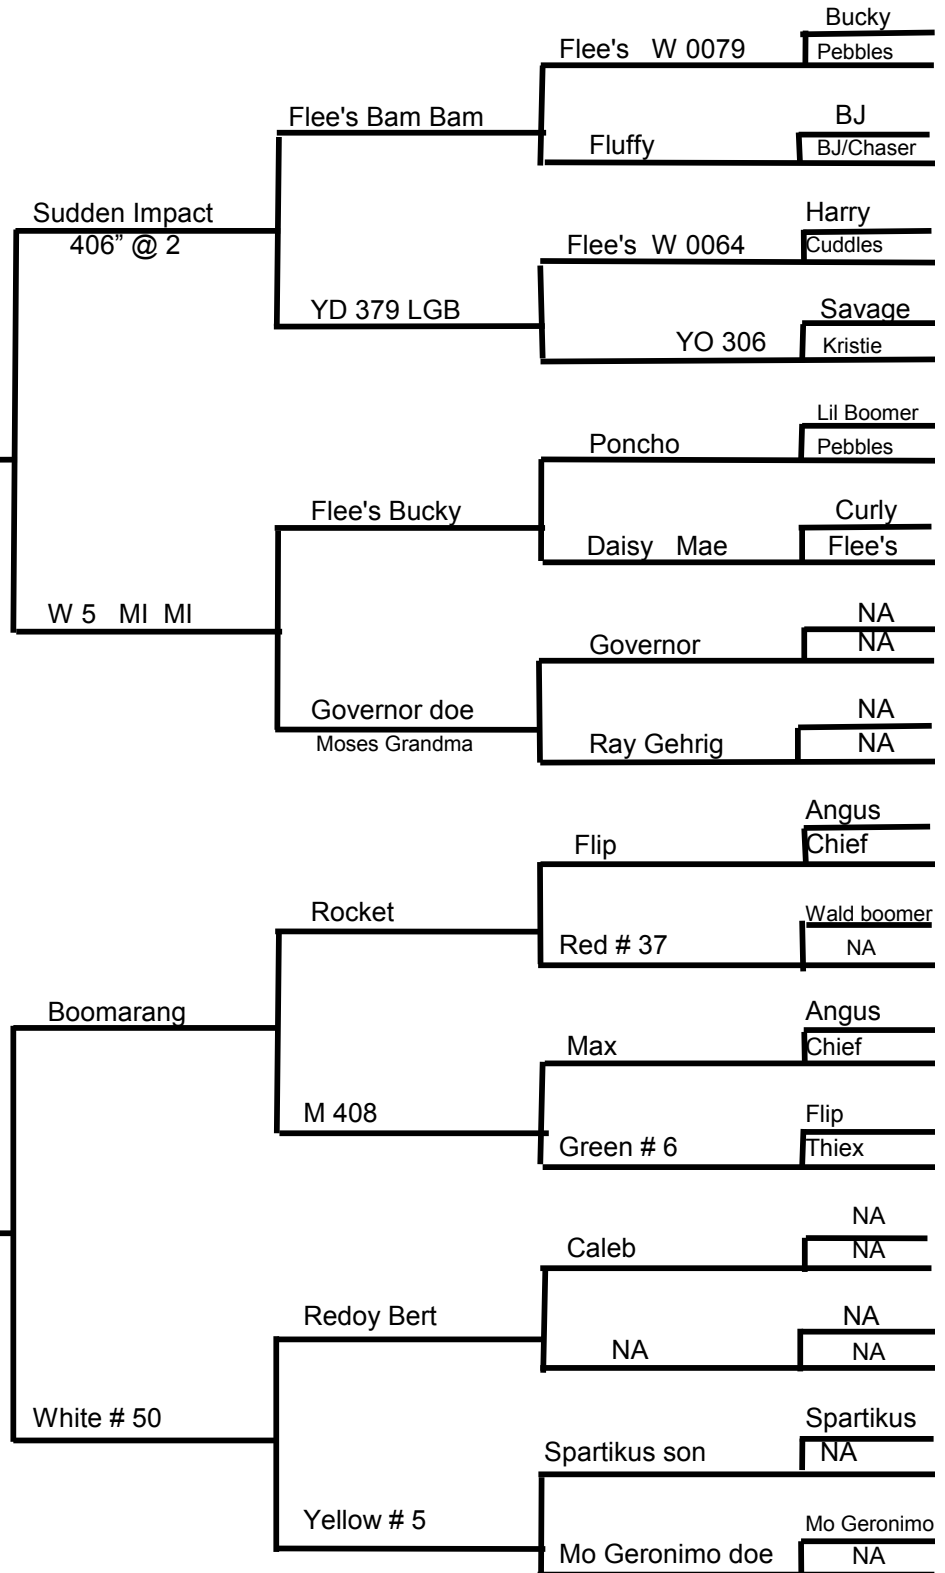 Bucky
Flee's W 0079
Pebbles
Flee's Bam Bam
BJ
Fluffy
BJ/Chaser
Sudden Impact
406” @ 2
Harry
Flee's W 0064
Cuddles
YD 379 LGB
Savage
YO 306
Kristie
Lil Boomer
Poncho
Pebbles
Flee's Bucky
Curly
Daisy Mae
Flee's
W 5 MI MI
NA
Governor
NA
Governor doe
Moses Grandma
NA
Ray Gehrig
NA
Angus
Flip
Chief
Rocket
Wald boomer
Red # 37
NA
Boomarang
Angus
Max
Chief
M 408
Flip
Green # 6
Thiex
NA
Caleb
NA
Redoy Bert
NA
NA
NA
White # 50
Spartikus
Spartikus son
NA
Yellow # 5
Mo Geronimo
Mo Geronimo doe
NA